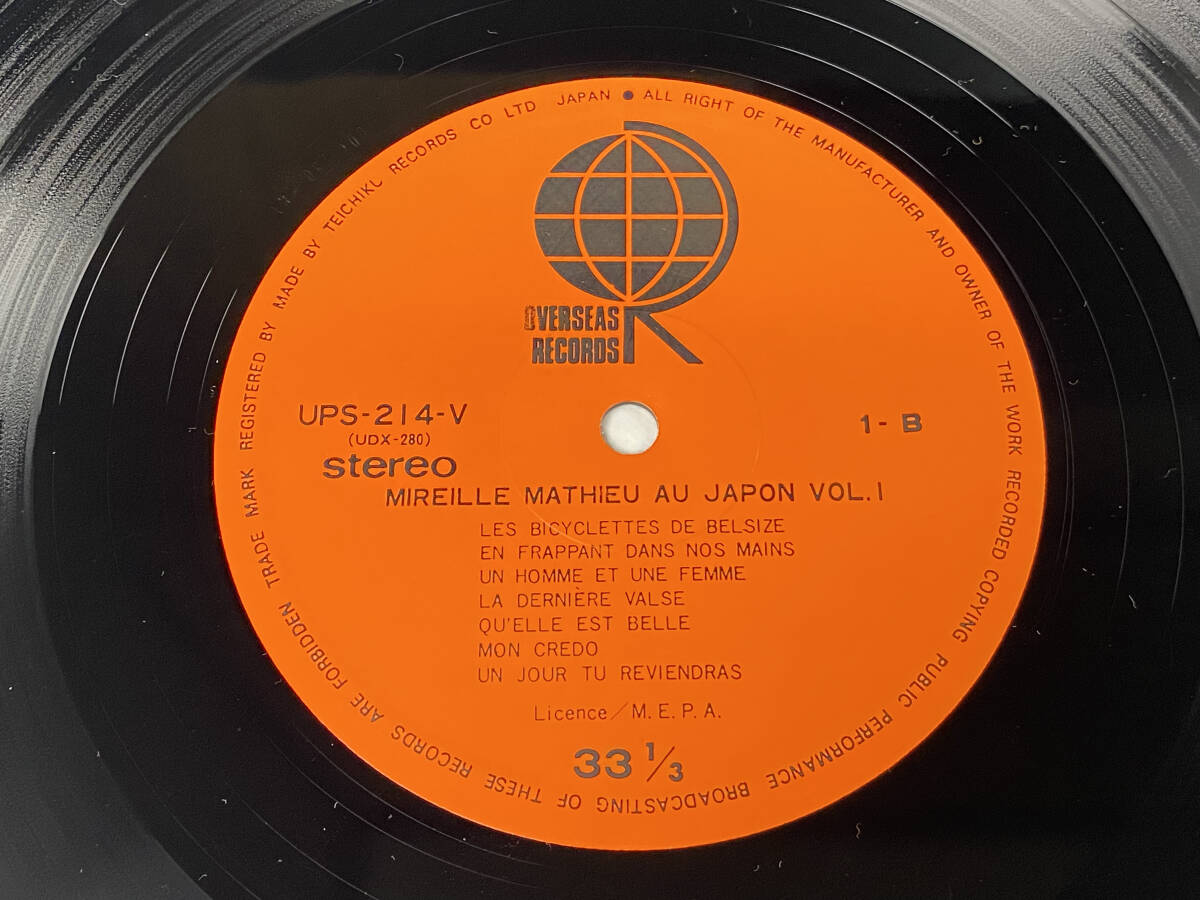 TRADE MARK REGISTERED BY MADE BY TEICHIKU RECORDS CO LTD JAPAN • ALL RIGHT OF THE MANUFACTURER AND OWNER OF THE WORK RECORDED COPYING PUBLIC PERFORMANCE BROADCASTING OF THESE RECORDS ARE FORBIDDEN
R
OVERSEAS
RECORDS
UPS-214-V
(UDX-280)
stereo
1-B
MIREILLE MATHIEU AU JAPON VOL.1
LES BICYCLETTES DE BELSIZE
EN FRAPPANT DANS NOS MAINS
UN HOMME ET UNE FEMME
LA DERNIÈRE VALSE
QU'ELLE EST BELLE
MON CREDO
UN JOUR TU REVIENDRAS
Licence/M.E.P.A.
33 1/3